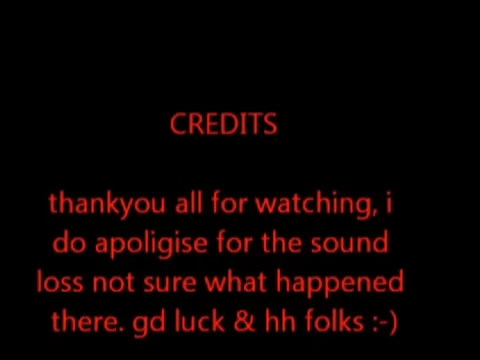 CREDITS
thankyou all for watching, i
do apoligise for the sound
loss not sure what happened
there. gd luck & hh folks :-)